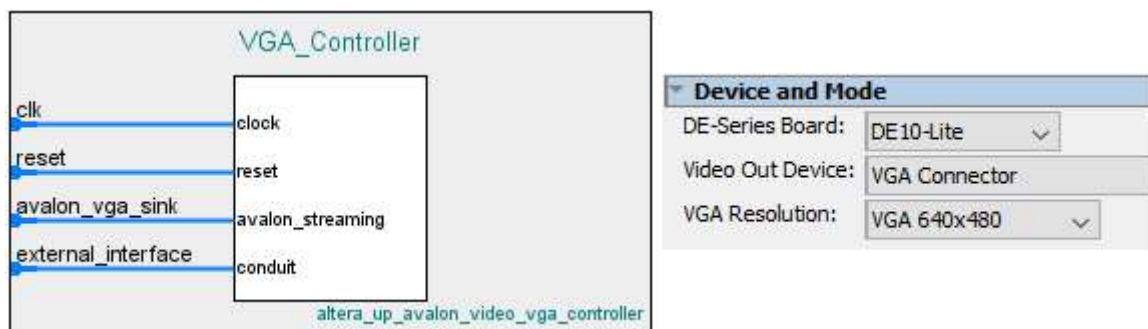 VGA_Controller
clk
clock
reset
reset
avalon_vga_sink
avalon_streaming
external_interface
conduit
altera_up_avalon_video_vga_controller
Device and Mode
DE-Series Board: DE10-Lite
Video Out Device: VGA Connector
VGA Resolution: VGA 640x480